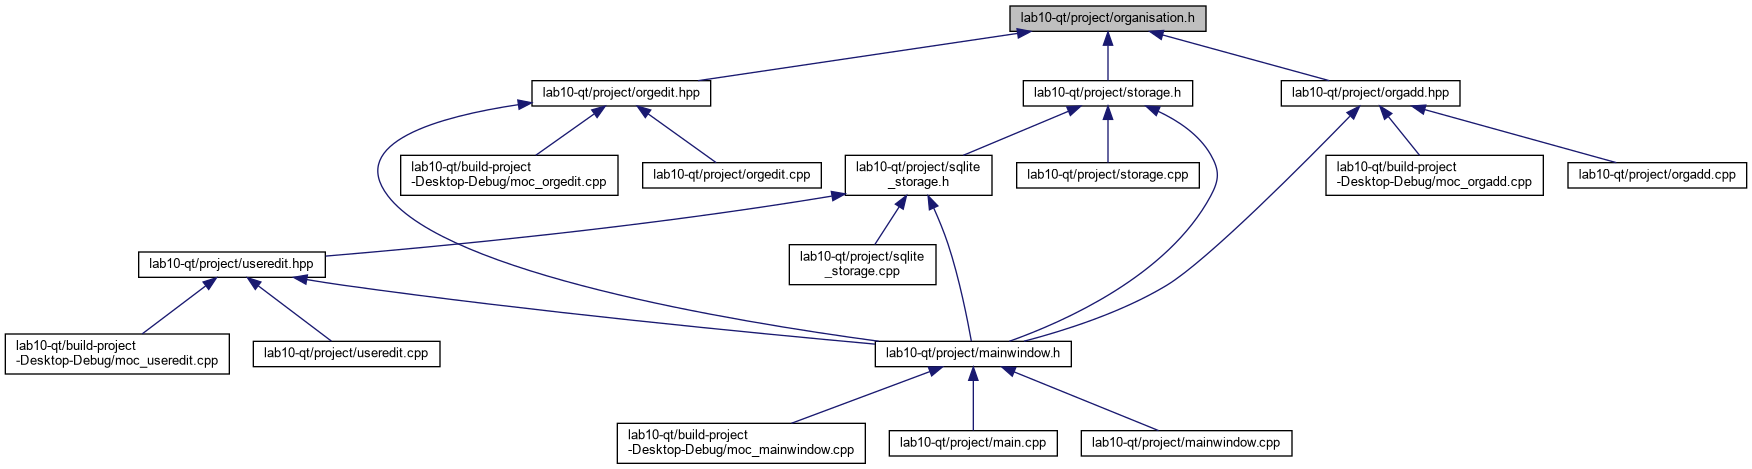 lab10-qt/project/organisation.h
lab10-qt/project/orgedit.hpp
lab10-qt/project/storage.h
lab10-qt/project/orgadd.hpp
lab10-qt/build-project
-Desktop-Debug/moc_orgedit.cpp
lab10-qt/project/orgedit.cpp
lab10-qt/project/sqlite
_storage.h
lab10-qt/project/storage.cpp
lab10-qt/build-project
-Desktop-Debug/moc_orgadd.cpp
lab10-qt/project/orgadd.cpp
lab10-qt/project/useredit.hpp
lab10-qt/project/sqlite
_storage.cpp
lab10-qt/build-project
-Desktop-Debug/moc_useredit.cpp
lab10-qt/project/useredit.cpp
lab10-qt/project/mainwindow.h
lab10-qt/build-project
-Desktop-Debug/moc_mainwindow.cpp
lab10-qt/project/main.cpp
lab10-qt/project/mainwindow.cpp